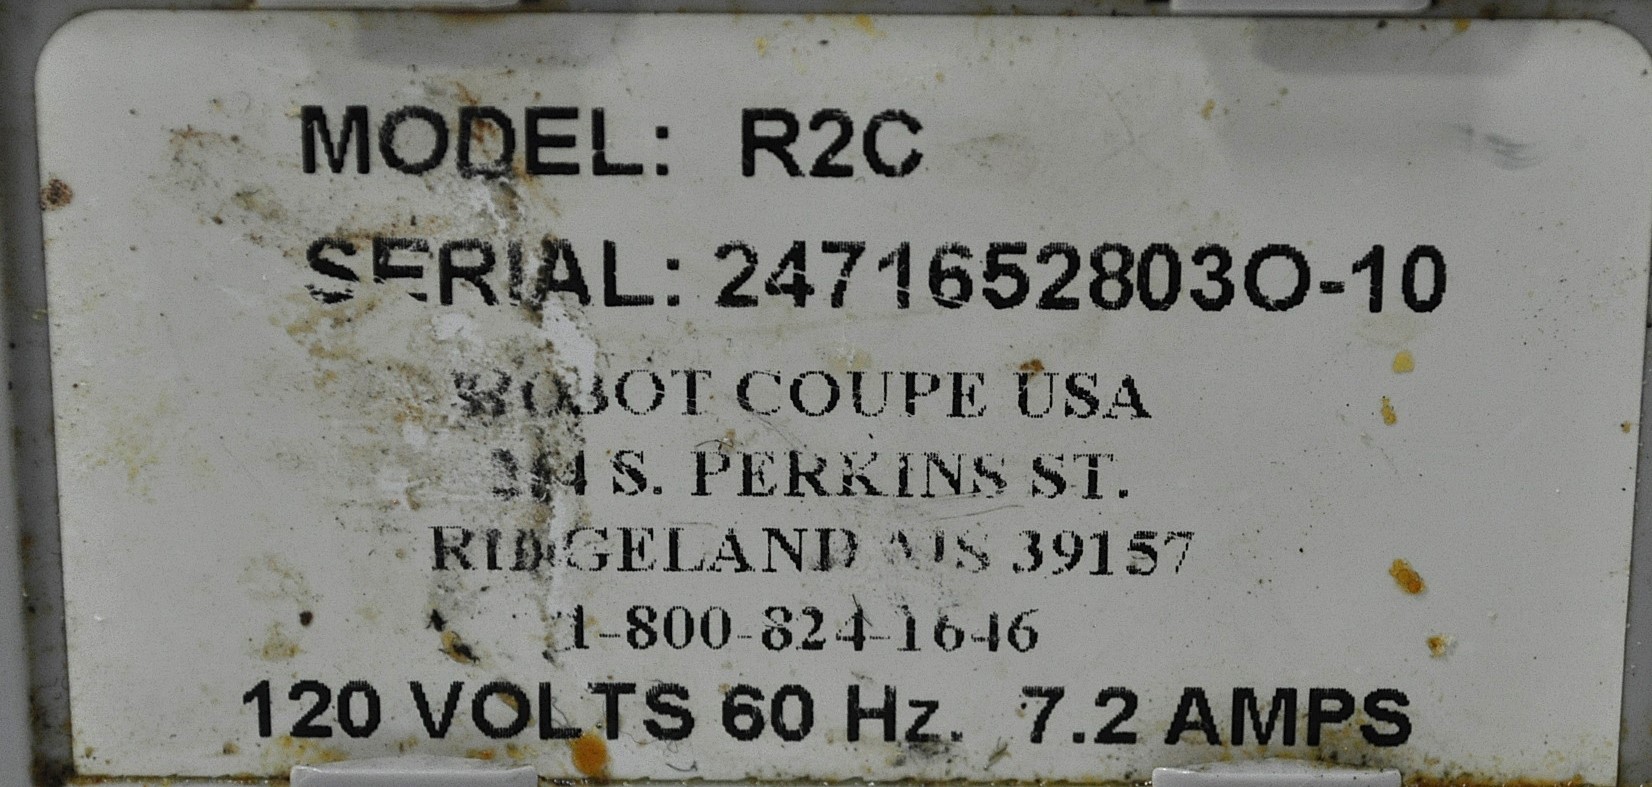 MODEL: R2C
SERIAL: 2471652803O-10
ROBOT COUPE USA
S. PERKINS ST.
RIDGELAND MS 39157
1-800-824-1646
120 VOLTS 60 Hz. 7.2 AMPS